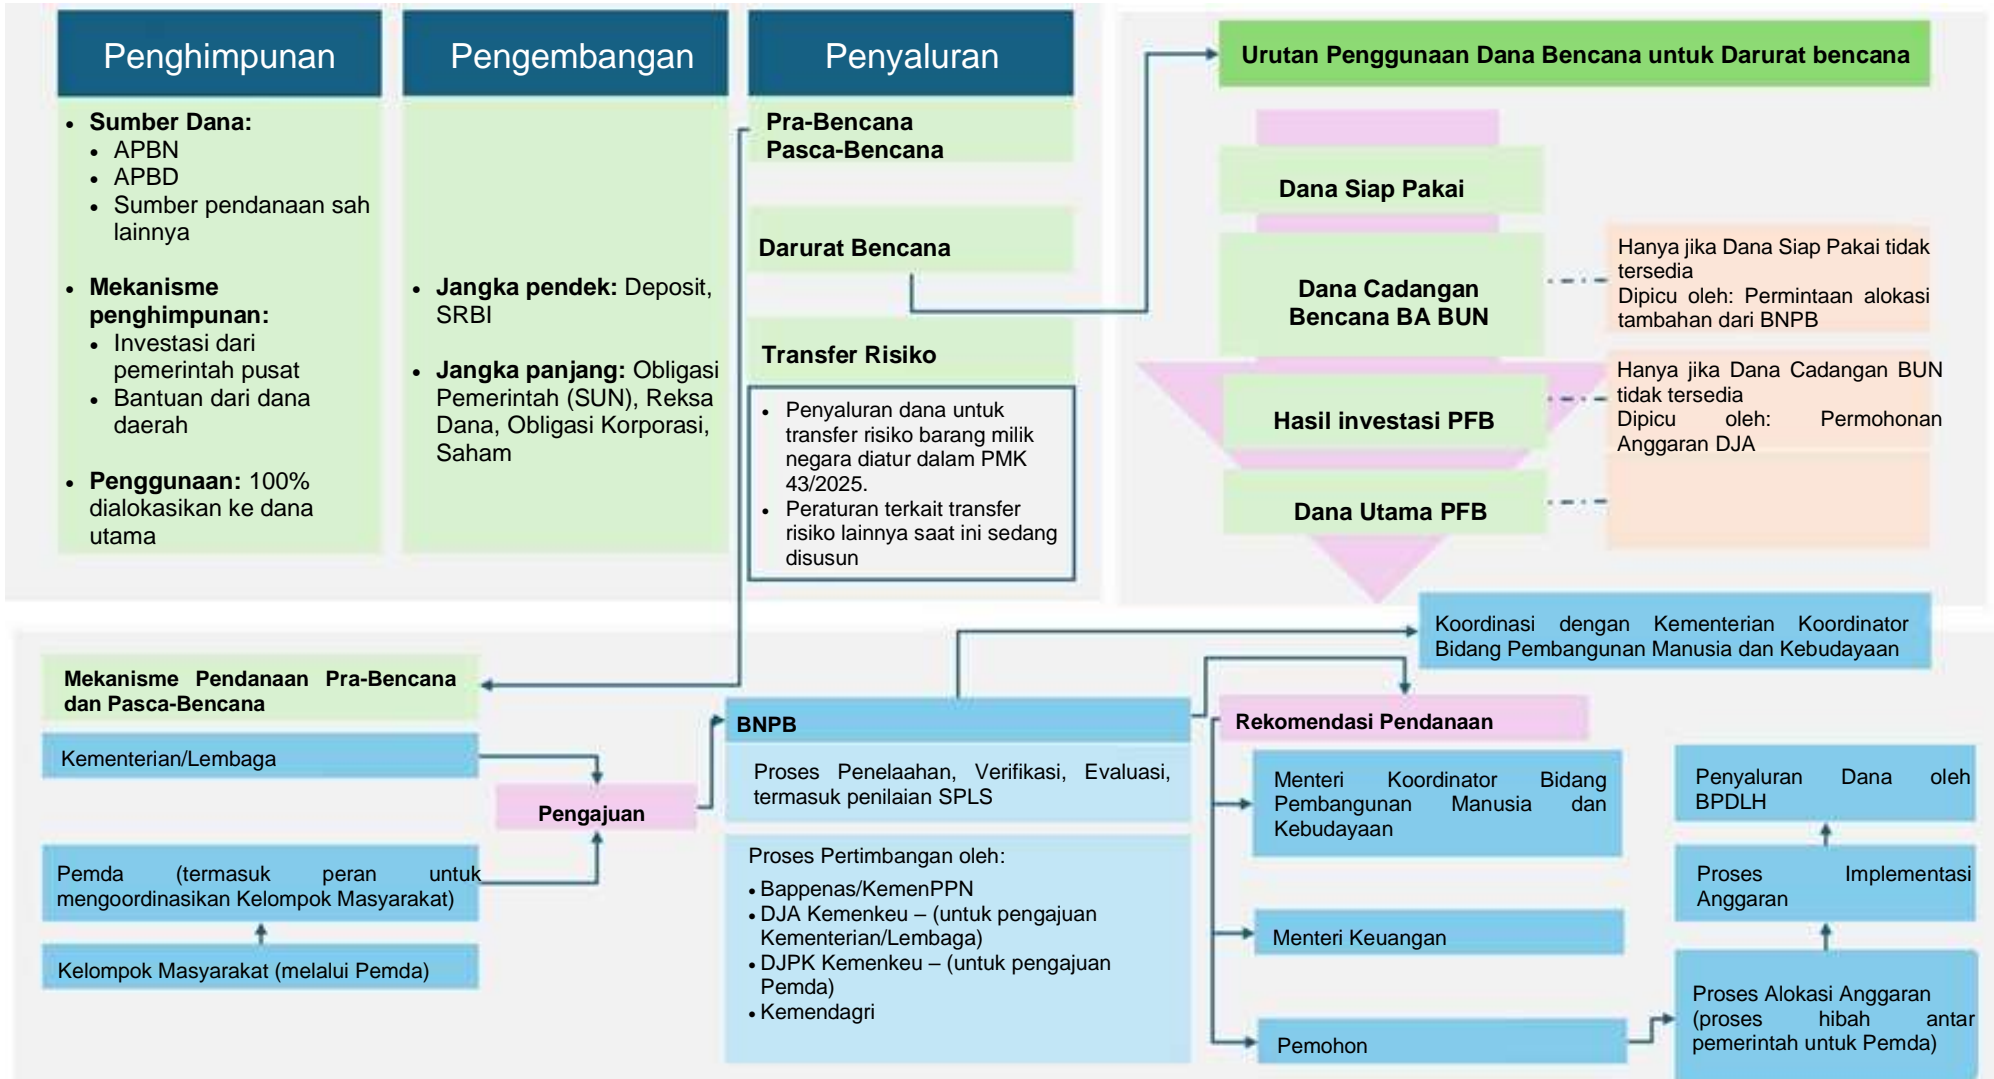 Penghimpunan
• Sumber Dana:
• APBN
• APBD
• Sumber pendanaan sah
lainnya
• Mekanisme
penghimpunan:
• Investasi dari
pemerintah pusat
• Bantuan dari dana
daerah
• Penggunaan: 100%
dialokasikan ke dana
utama
Pengembangan
• Jangka pendek: Deposit,
SRBI
• Jangka panjang: Obligasi
Pemerintah (SUN), Reksa
Dana, Obligasi Korporasi,
Saham
Penyaluran
Pra-Bencana
Pasca-Bencana
Darurat Bencana
Transfer Risiko
• Penyaluran dana untuk
transfer risiko barang milik
negara diatur dalam PMK
43/2025.
• Peraturan terkait transfer
risiko lainnya saat ini sedang
disusun
Urutan Penggunaan Dana Bencana untuk Darurat bencana
Dana Siap Pakai
Dana Cadangan
Bencana BA BUN
Hanya jika Dana Siap Pakai tidak
tersedia
Dipicu oleh: Permintaan alokasi
tambahan dari BNPB
Hasil investasi PFB
Hanya jika Dana Cadangan BUN
tidak tersedia
Dipicu oleh: Permohonan
Anggaran DJA
Dana Utama PFB
Mekanisme Pendanaan Pra-Bencana
dan Pasca-Bencana
Kementerian/Lembaga
Pemda (termasuk peran untuk
mengoordinasikan Kelompok Masyarakat)
Kelompok Masyarakat (melalui Pemda)
Pengajuan
BNPB
Proses Penelaahan, Verifikasi, Evaluasi,
termasuk penilaian SPLS
Proses Pertimbangan oleh:
• Bappenas/KemenPPN
• DJA Kemenkeu – (untuk pengajuan
Kementerian/Lembaga)
• DJPK Kemenkeu – (untuk pengajuan
Pemda)
• Kemendagri
Koordinasi dengan Kementerian Koordinator
Bidang Pembangunan Manusia dan Kebudayaan
Rekomendasi Pendanaan
Menteri Koordinator Bidang
Pembangunan Manusia dan
Kebudayaan
Menteri Keuangan
Pemohon
Penyaluran Dana oleh
BPDLH
Proses Implementasi
Anggaran
Proses Alokasi Anggaran
(proses hibah antar
pemerintah untuk Pemda)